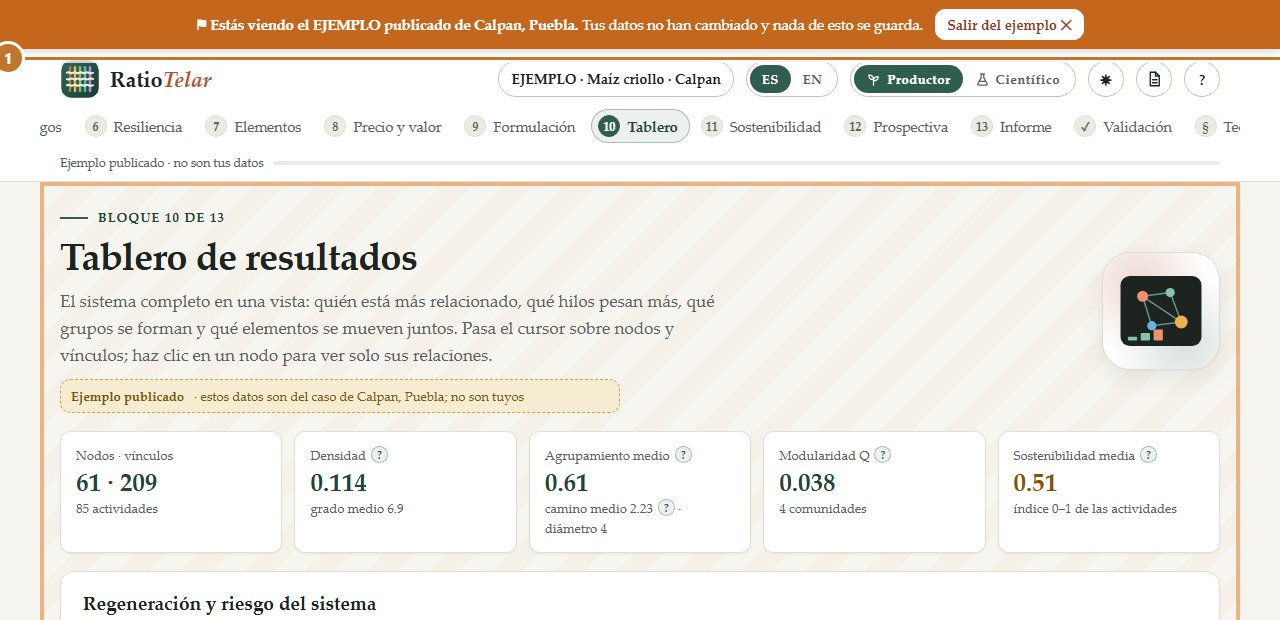 ⚑ Estás viendo el EJEMPLO publicado de Calpan, Puebla. Tus datos no han cambiado y nada de esto se guarda. Salir del ejemplo ✕
1
RatioTelar
EJEMPLO · Maíz criollo · Calpan
ES EN
Productor Científico
?
gos 6 Resiliencia 7 Elementos 8 Precio y valor 9 Formulación 10 Tablero 11 Sostenibilidad 12 Prospectiva 13 Informe ✓ Validación § Te
Ejemplo publicado · no son tus datos
BLOQUE 10 DE 13
Tablero de resultados
El sistema completo en una vista: quién está más relacionado, qué hilos pesan más, qué
grupos se forman y qué elementos se mueven juntos. Pasa el cursor sobre nodos y
vínculos; haz clic en un nodo para ver solo sus relaciones.
Ejemplo publicado · estos datos son del caso de Calpan, Puebla; no son tuyos
Nodos · vínculos
61 · 209
85 actividades
Densidad ?
0.114
grado medio 6.9
Agrupamiento medio ?
0.61
camino medio 2.23 ? ·
diámetro 4
Modularidad Q ?
0.038
4 comunidades
Sostenibilidad media ?
0.51
índice 0–1 de las actividades
Regeneración y riesgo del sistema